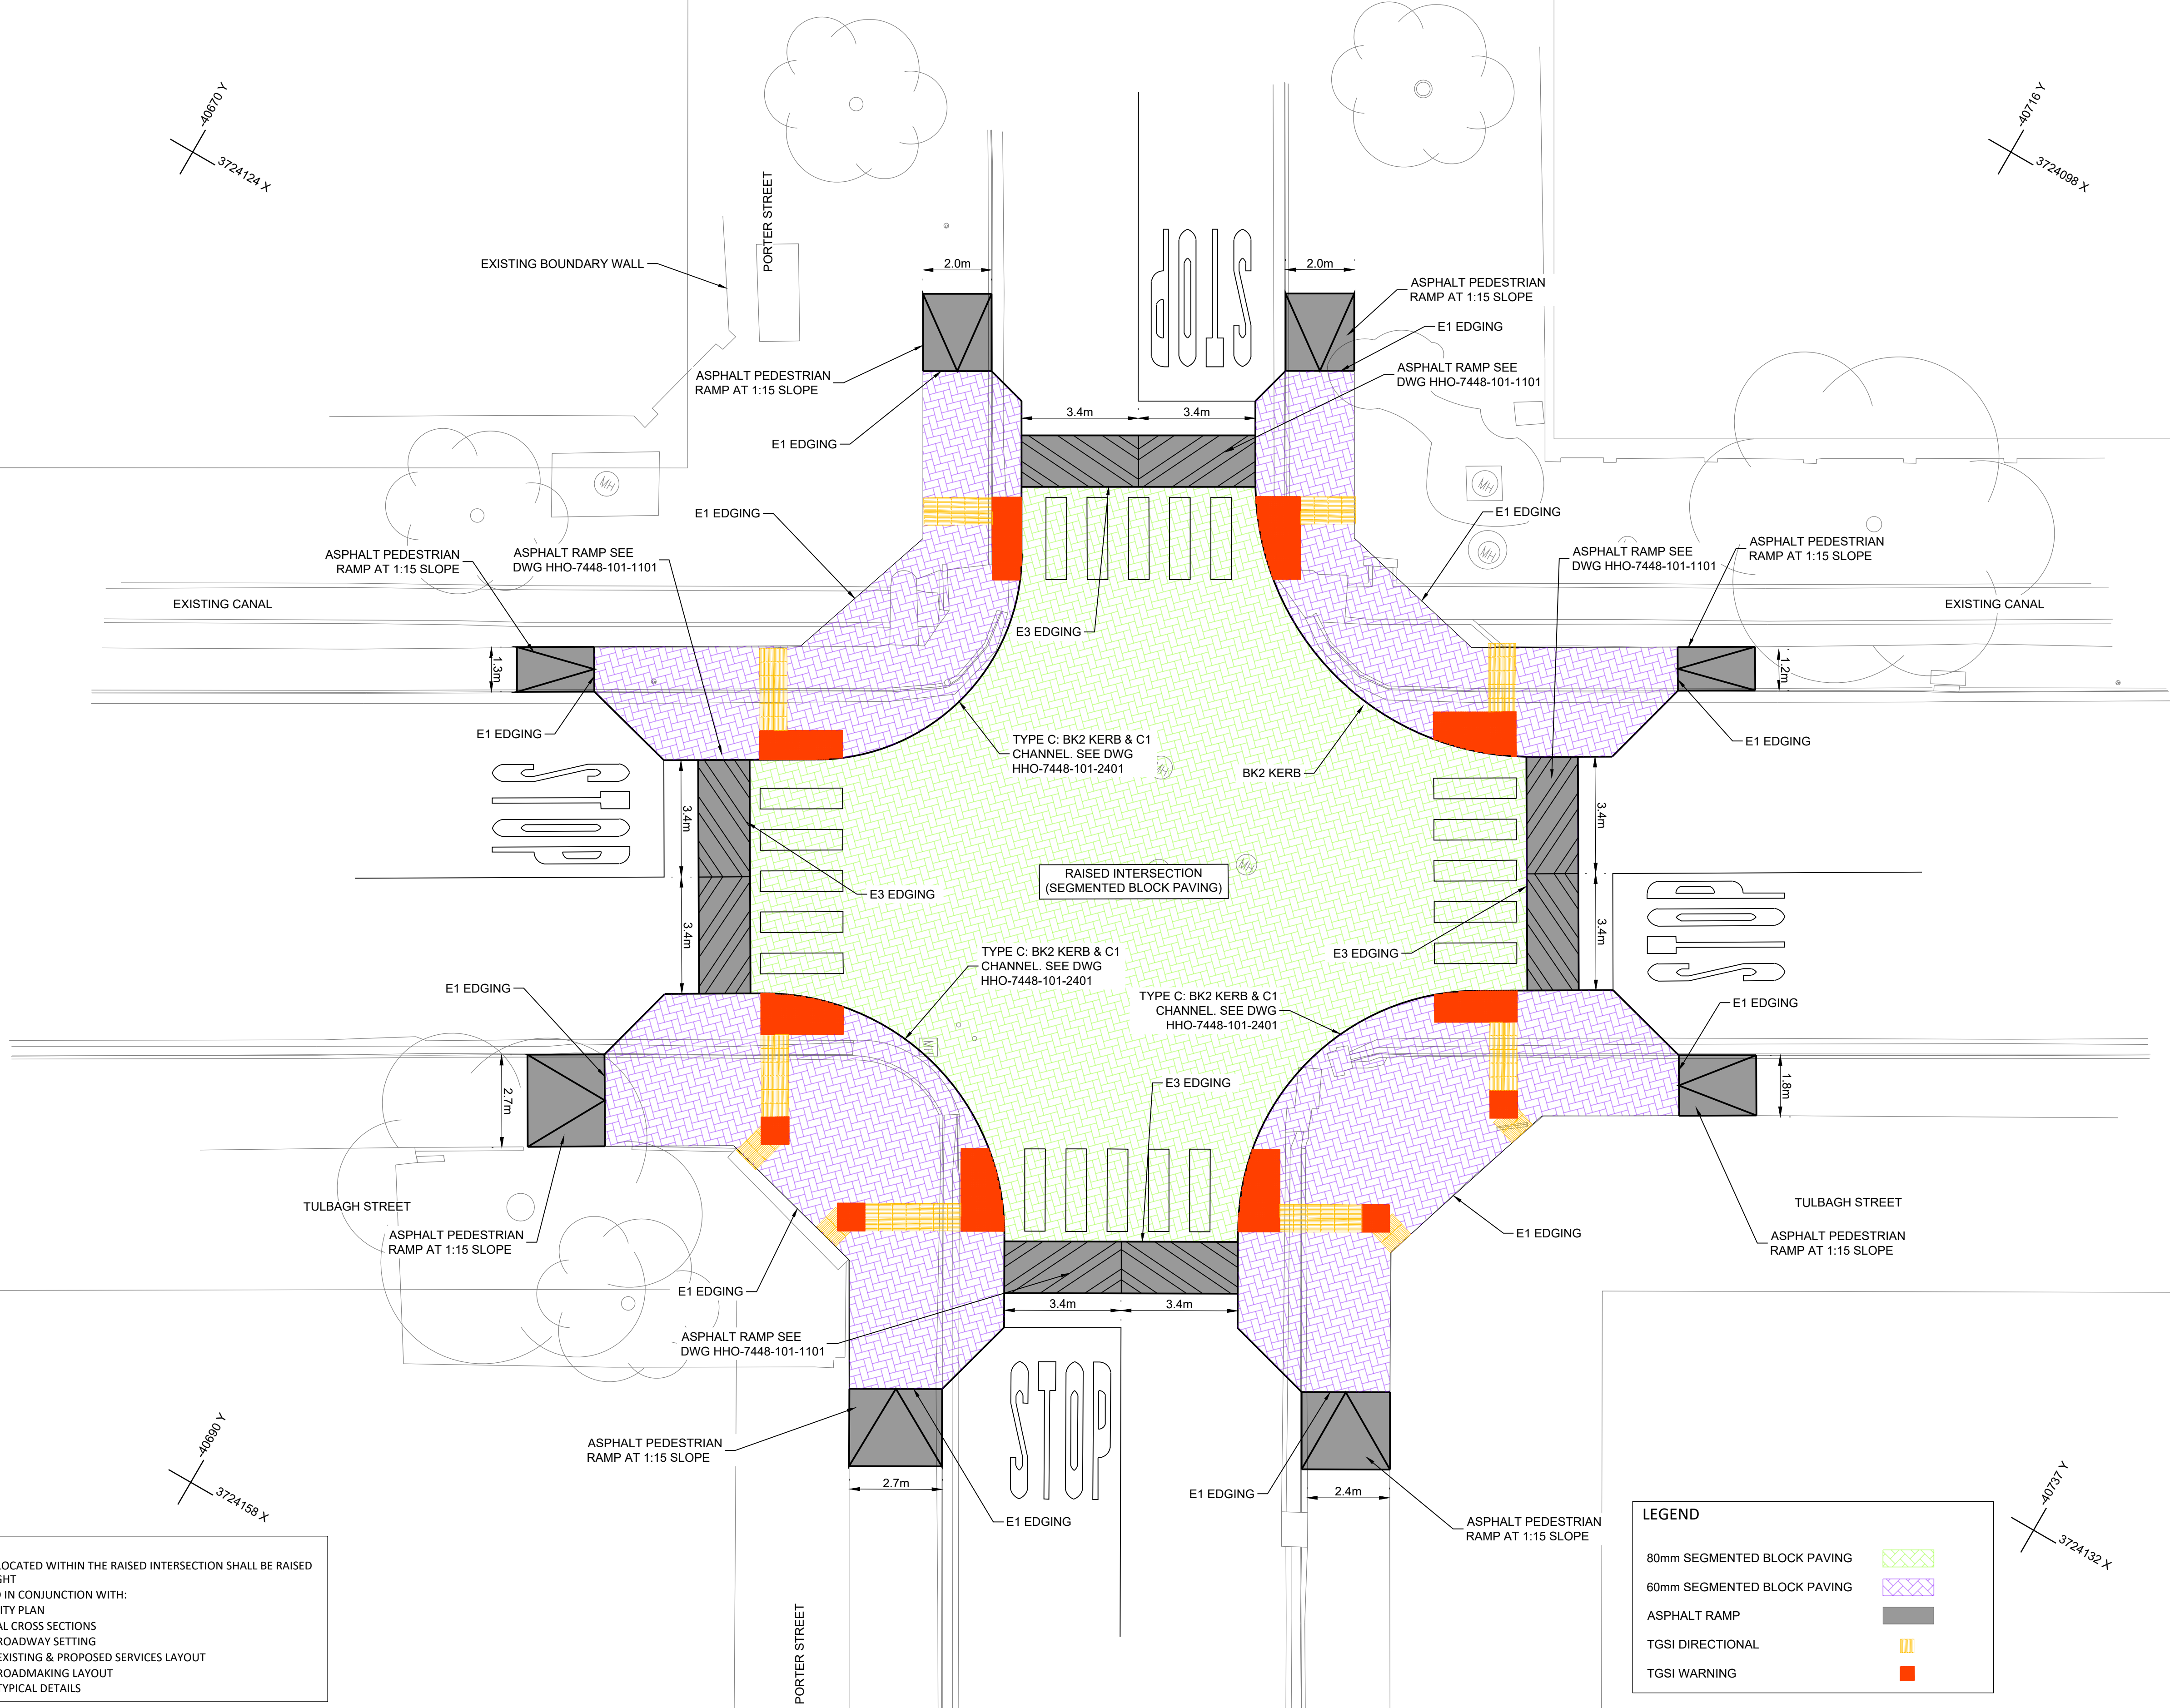 -40670 Y
3724124 X
-40716 Y
3724098 X
PORTER STREET
EXISTING BOUNDARY WALL
2.0m
STOP
2.0m
ASPHALT PEDESTRIAN
RAMP AT 1:15 SLOPE
E1 EDGING
ASPHALT RAMP SEE
DWG HHO-7448-101-1101
ASPHALT PEDESTRIAN
RAMP AT 1:15 SLOPE
3.4m
3.4m
E1 EDGING
MH
MH
E1 EDGING
E1 EDGING
MH
ASPHALT PEDESTRIAN
RAMP AT 1:15 SLOPE
ASPHALT RAMP SEE
DWG HHO-7448-101-1101
ASPHALT RAMP SEE
DWG HHO-7448-101-1101
ASPHALT PEDESTRIAN
RAMP AT 1:15 SLOPE
EXISTING CANAL
EXISTING CANAL
E3 EDGING
1.3m
1.2m
E1 EDGING
TYPE C: BK2 KERB & C1
CHANNEL. SEE DWG
HHO-7448-101-2401
MH
BK2 KERB
E1 EDGING
STOP
3.4m
3.4m
RAISED INTERSECTION
(SEGMENTED BLOCK PAVING)
MH
E3 EDGING
3.4m
3.4m
STOP
E3 EDGING
TYPE C: BK2 KERB & C1
CHANNEL. SEE DWG
HHO-7448-101-2401
E1 EDGING
TYPE C: BK2 KERB & C1
CHANNEL. SEE DWG
HHO-7448-101-2401
E1 EDGING
MH
2.7m
E3 EDGING
1.8m
TULBAGH STREET
TULBAGH STREET
ASPHALT PEDESTRIAN
RAMP AT 1:15 SLOPE
E1 EDGING
ASPHALT PEDESTRIAN
RAMP AT 1:15 SLOPE
E1 EDGING
3.4m
3.4m
ASPHALT RAMP SEE
DWG HHO-7448-101-1101
STOP
ASPHALT PEDESTRIAN
RAMP AT 1:15 SLOPE
2.7m
E1 EDGING
E1 EDGING
2.4m
ASPHALT PEDESTRIAN
RAMP AT 1:15 SLOPE
-40690 Y
3724158 X
-40737 Y
3724132 X
PORTER STREET
LOCATED WITHIN THE RAISED INTERSECTION SHALL BE RAISED
IN CONJUNCTION WITH:
PLAN
CROSS SECTIONS
ROADWAY SETTING
EXISTING & PROPOSED SERVICES LAYOUT
ROADMAKING LAYOUT
TYPICAL DETAILS
LEGEND
80mm SEGMENTED BLOCK PAVING
60mm SEGMENTED BLOCK PAVING
ASPHALT RAMP
TGSI DIRECTIONAL
TGSI WARNING